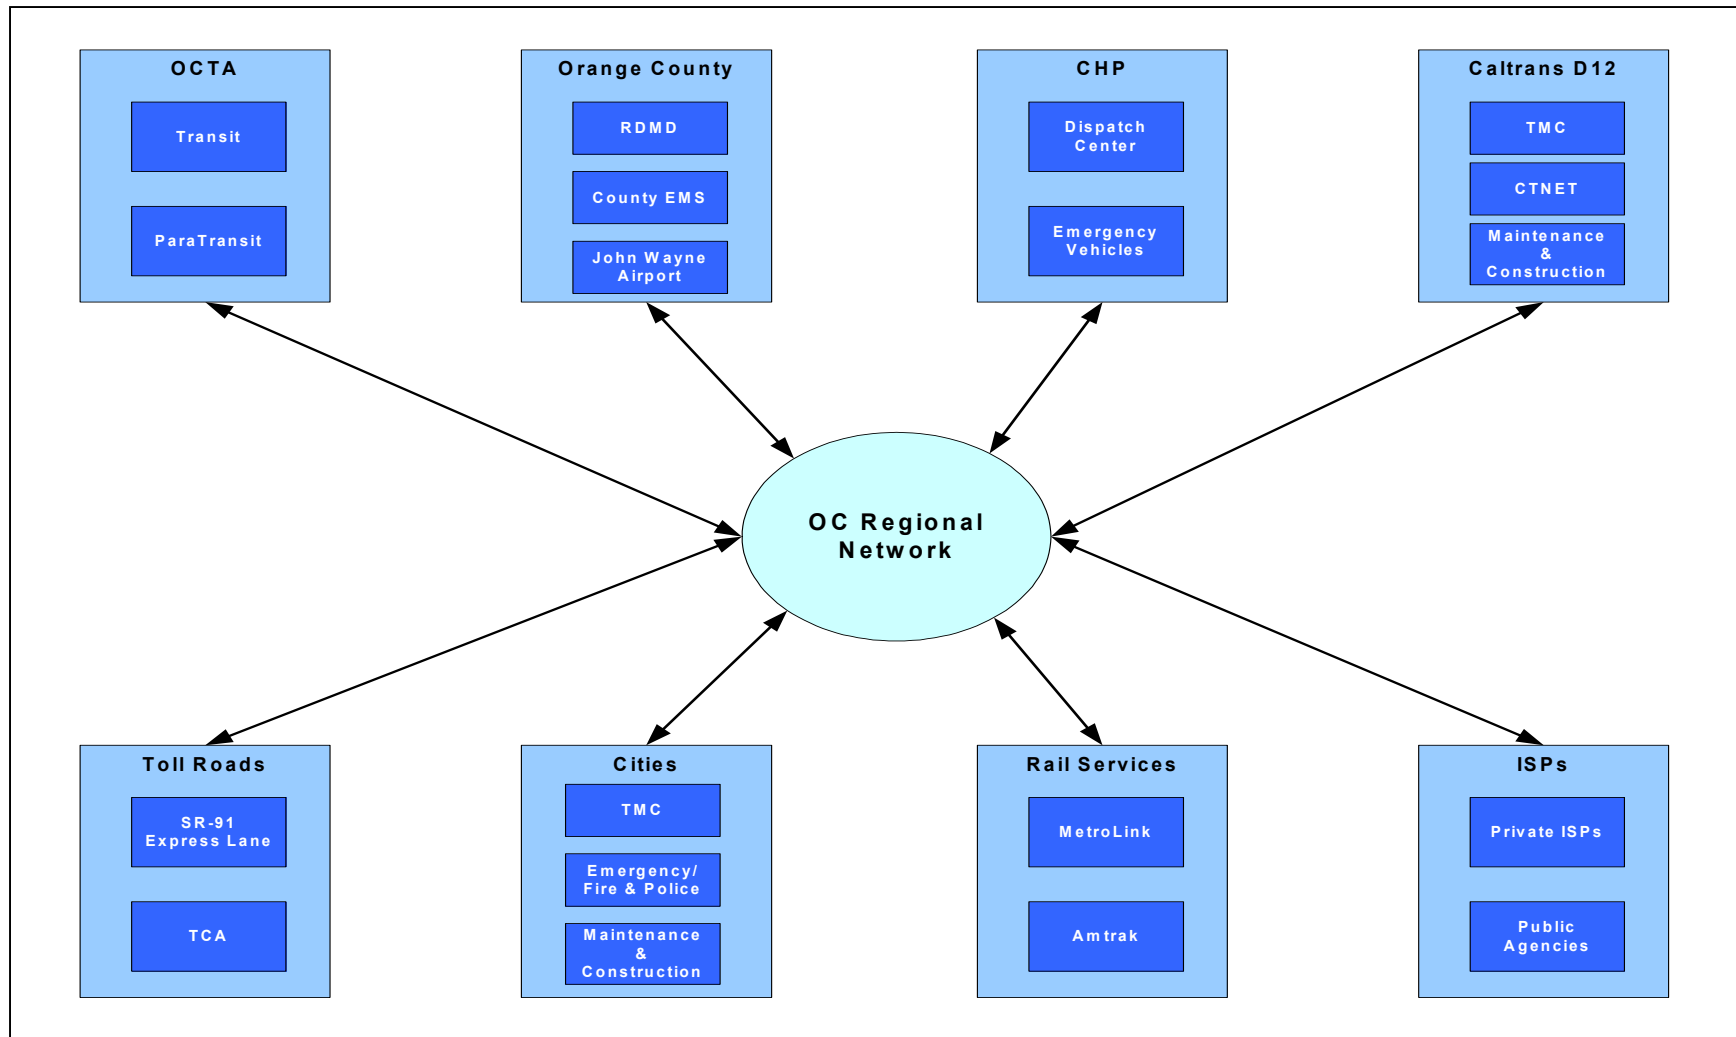 OCTA
Transit
ParaTransit
Orange County
RDMD
County EMS
John Wayne
Airport
CHP
Dispatch
Center
Emergency
Vehicles
Caltrans D12
TMC
CTNET
Maintenance
&
Construction
OC Regional
Network
Toll Roads
SR-91
Express Lane
TCA
Cities
TMC
Emergency/
Fire & Police
Maintenance
&
Construction
Rail Services
MetroLink
Amtrak
ISPs
Private ISPs
Public
Agencies